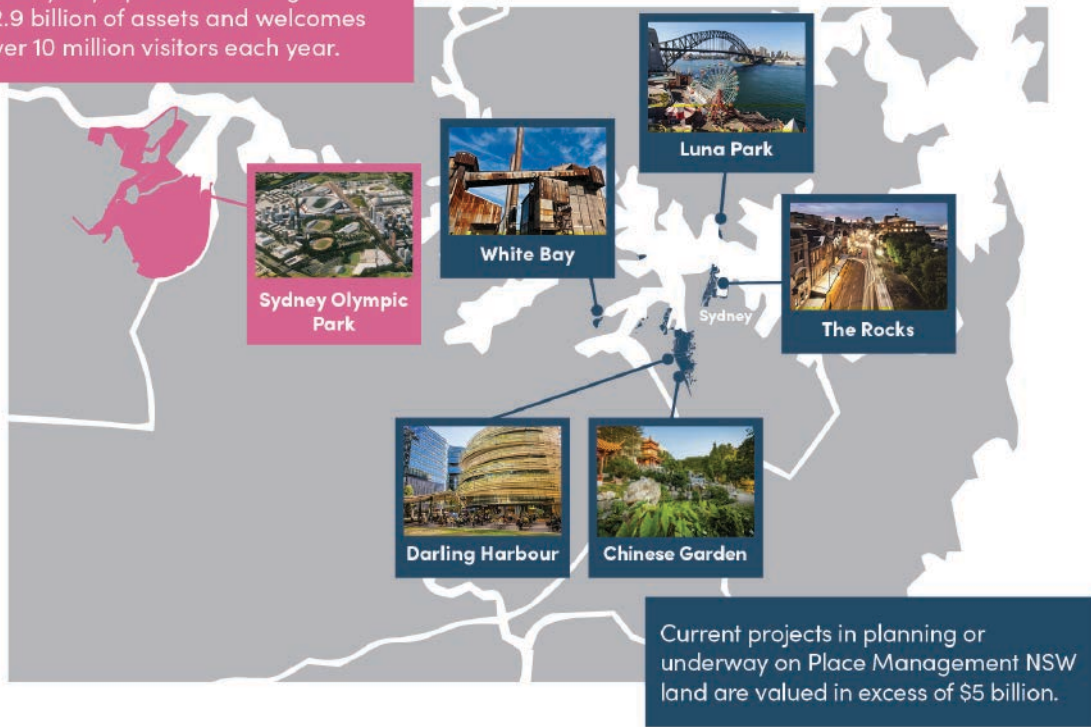 2.9 billion of assets and welcomes
over 10 million visitors each year.
Luna Park
White Bay
Sydney Olympic
Park
Sydney
The Rocks
Darling Harbour
Chinese Garden
Current projects in planning or
underway on Place Management NSW
land are valued in excess of $5 billion.